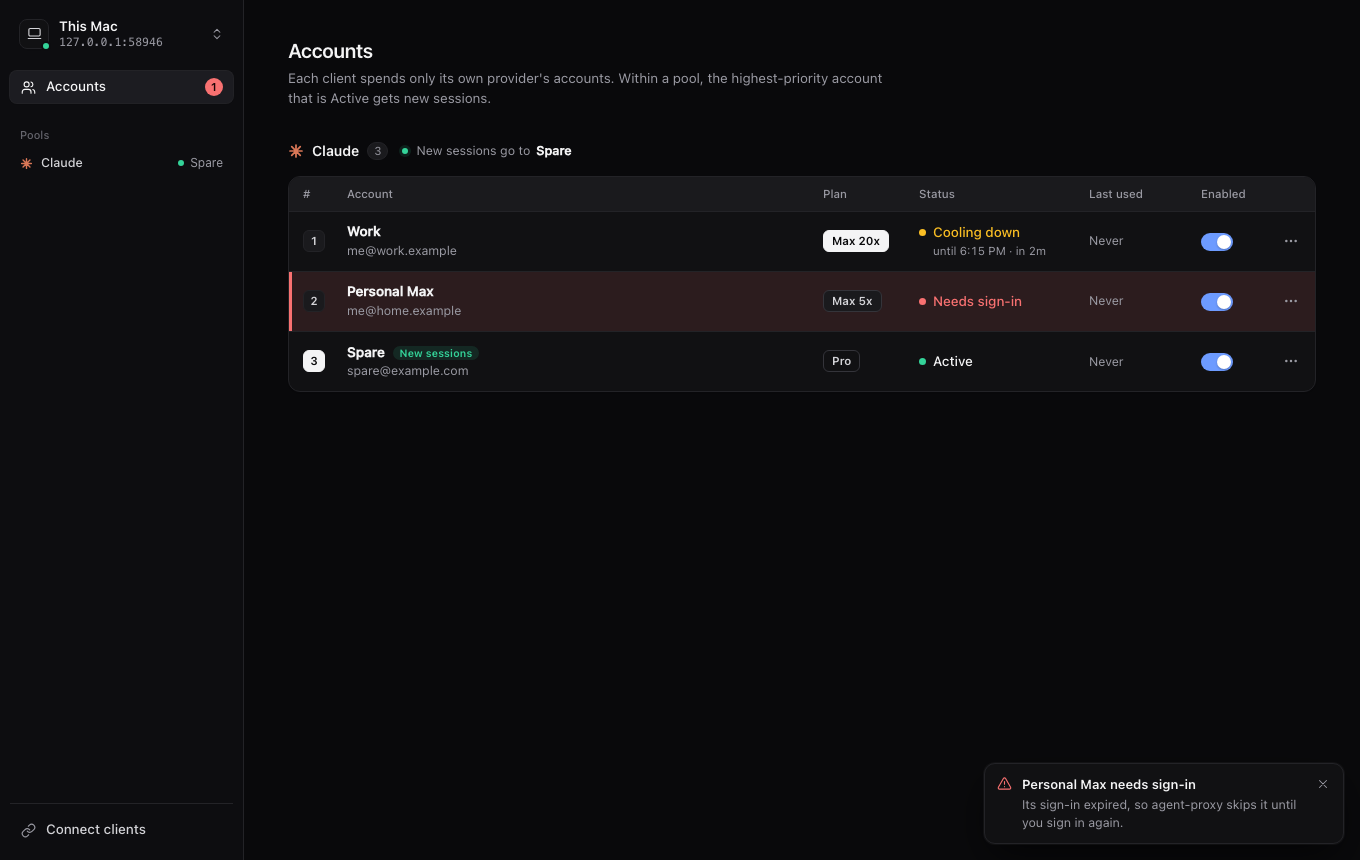 This Mac
127.0.0.1:58946
Accounts
1
Pools
Claude
Spare
Connect clients
Accounts
Each client spends only its own provider's accounts. Within a pool, the highest-priority account
that is Active gets new sessions.
Claude 3 New sessions go to Spare
# Account Plan Status Last used Enabled
1 Work Max 20x Cooling down Never
me@work.example until 6:15 PM · in 2m
2 Personal Max Max 5x Needs sign-in Never
me@home.example
3 Spare New sessions Pro Active Never
spare@example.com
Personal Max needs sign-in
Its sign-in expired, so agent-proxy skips it until
you sign in again.